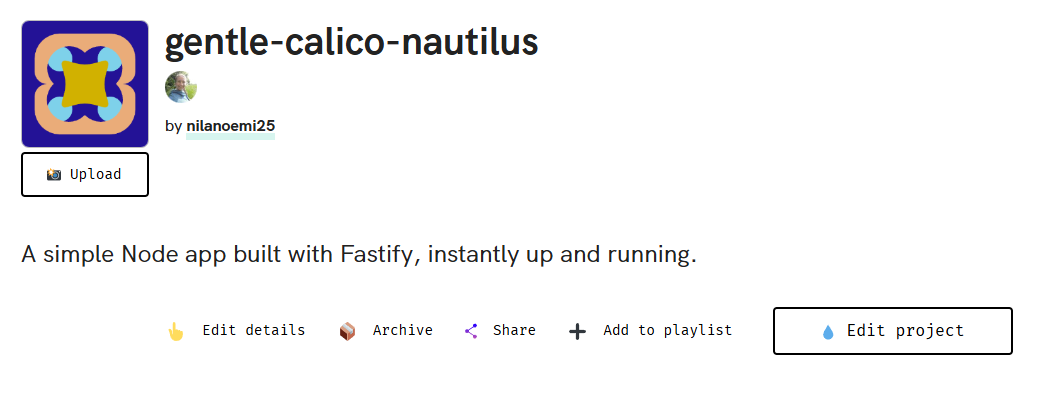 gentle-calico-nautilus
by nilanoemi25
Upload
A simple Node app built with Fastify, instantly up and running.
Edit details Archive Share Add to playlist Edit project